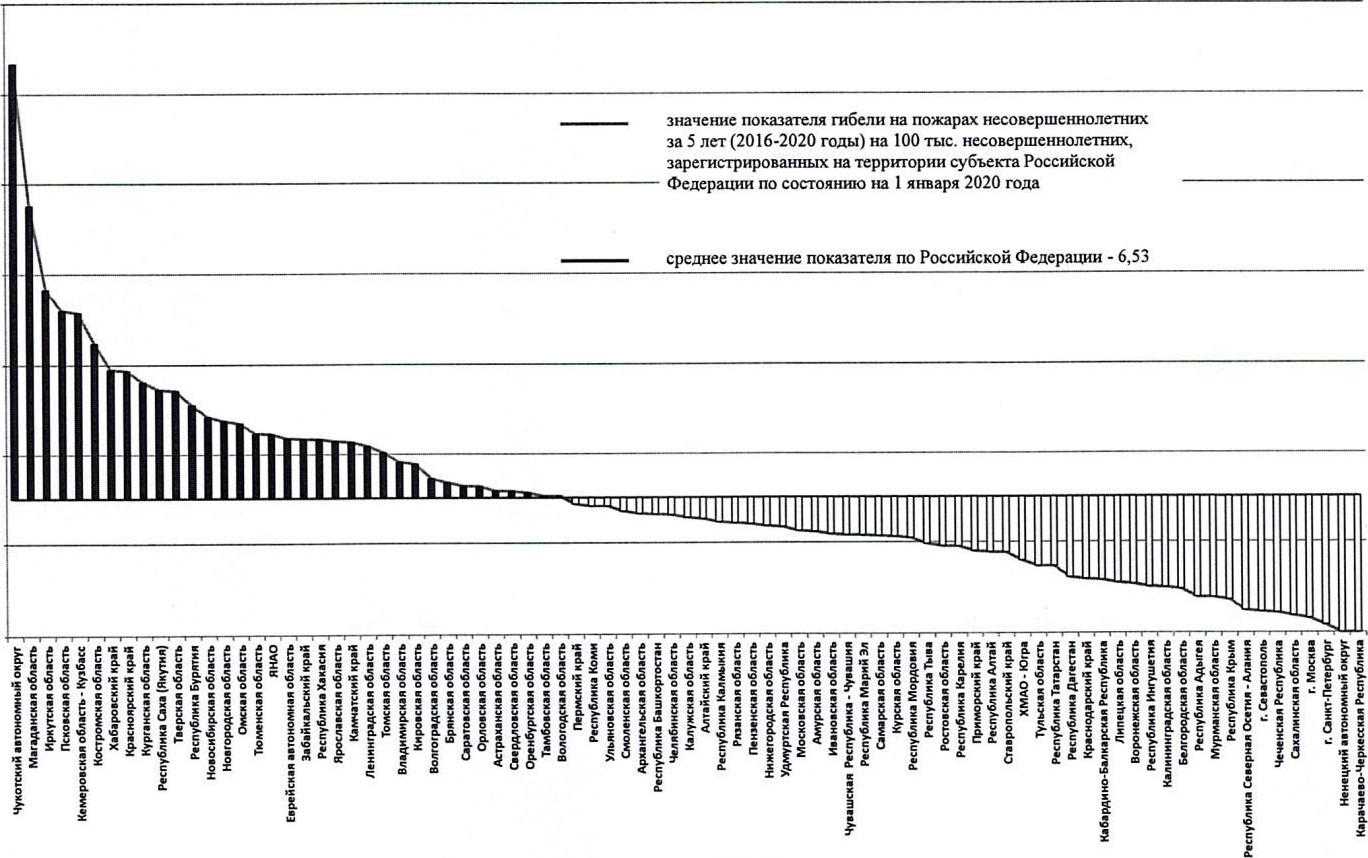 значение показателя гибели на пожарах несовершеннолетних
за 5 лет (2016-2020 годы) на 100 тыс. несовершеннолетних,
зарегистрированных на территории субъекта Российской
Федерации по состоянию на 1 января 2020 года
среднее значение показателя по Российской Федерации - 6,53
Чукотский автономный округ
Магаданская область
Иркутская область
Псковская область
Кемеровская область - Кузбасс
Костромская область
Хабаровский край
Красноярский край
Курганская область
Республика Саха (Якутия)
Тверская область
Республика Бурятия
Новосибирская область
Новгородская область
Омская область
Тюменская область
ЯНАО
Еврейская автономная область
Забайкальский край
Республика Хакасия
Ярославская область
Камчатский край
Ленинградская область
Томская область
Владимирская область
Кировская область
Волгоградская область
Брянская область
Саратовская область
Орловская область
Астраханская область
Свердловская область
Оренбургская область
Тамбовская область
Вологодская область
Пермский край
Республика Коми
Ульяновская область
Смоленская область
Архангельская область
Республика Башкортостан
Челябинская область
Калужская область
Алтайский край
Республика Калмыкия
Рязанская область
Пензенская область
Нижегородская область
Удмуртская Республика
Московская область
Амурская область
Ивановская область
Чувашская Республика - Чувашия
Республика Марий Эл
Самарская область
Курская область
Республика Мордовия
Республика Тыва
Ростовская область
Республика Карелия
Приморский край
Республика Алтай
Ставропольский край
ХМАО - Югра
Тульская область
Республика Татарстан
Республика Дагестан
Краснодарский край
Кабардино-Балкарская Республика
Липецкая область
Воронежская область
Республика Ингушетия
Калининградская область
Белгородская область
Республика Адыгея
Мурманская область
Республика Крым
Республика Северная Осетия - Алания
г. Севастополь
Чеченская Республика
Сахалинская область
г. Москва
г. Санкт-Петербург
Ненецкий автономный округ
Карачаево-Черкесская Республика